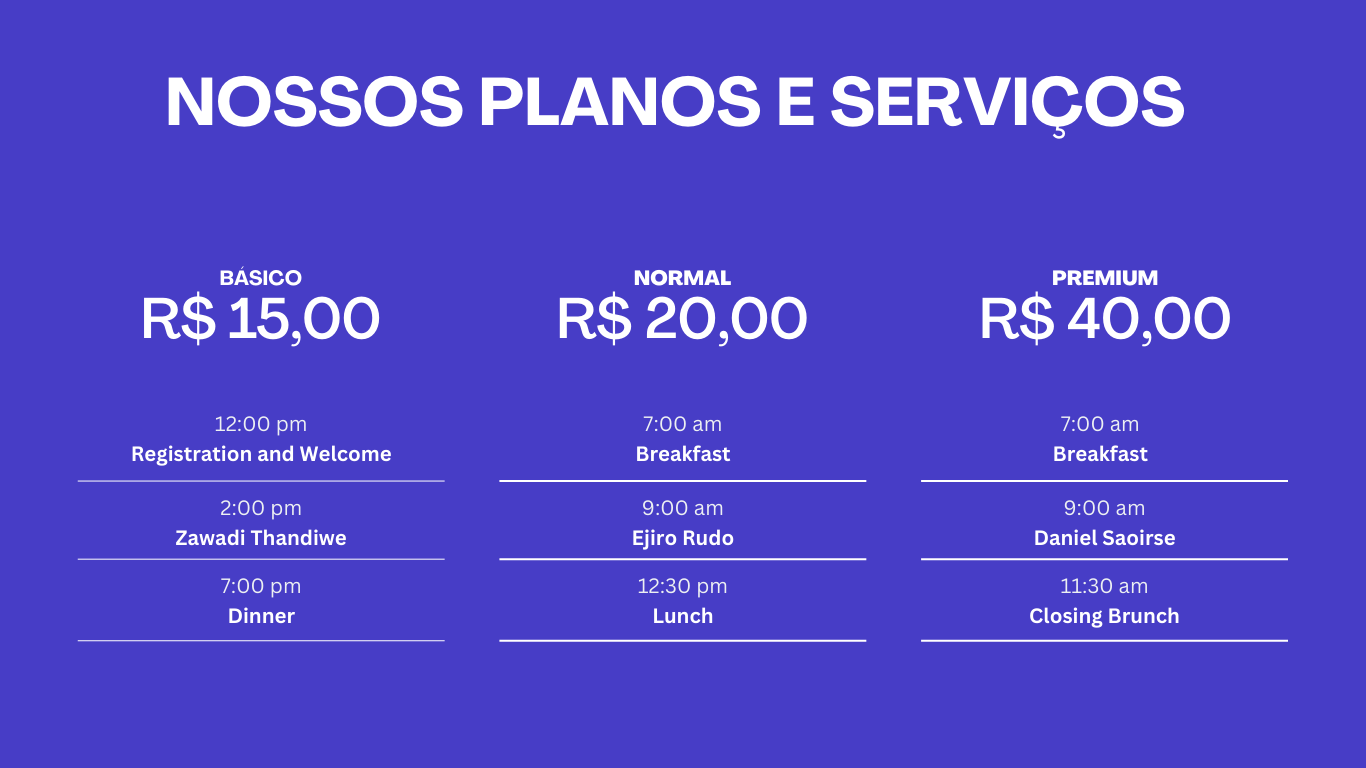 NOSSOS PLANOS E SERVIÇOS
BÁSICO
R$ 15,00
12:00 pm
Registration and Welcome
2:00 pm
Zawadi Thandiwe
7:00 pm
Dinner
NORMAL
R$ 20,00
7:00 am
Breakfast
9:00 am
Ejiro Rudo
12:30 pm
Lunch
PREMIUM
R$ 40,00
7:00 am
Breakfast
9:00 am
Daniel Saoirse
11:30 am
Closing Brunch